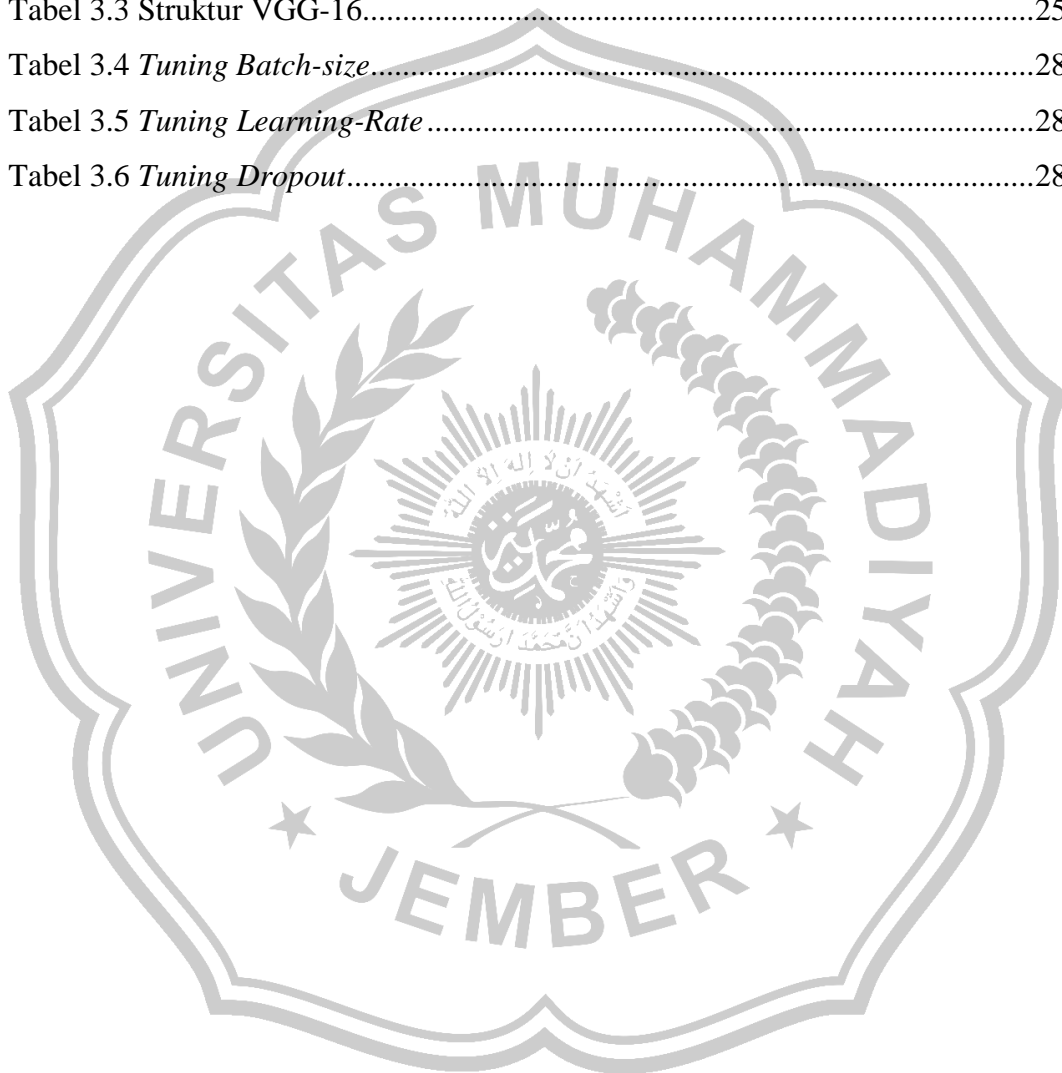 Tabel 3.3 Struktur VGG-16.......................................................................................25
Tabel 3.4 Tuning Batch-size......................................................................................28
Tabel 3.5 Tuning Learning-Rate...............................................................................28
Tabel 3.6 Tuning Dropout.........................................................................................28
UNIVERSITAS MUHAMMADIYAH
JEMBER